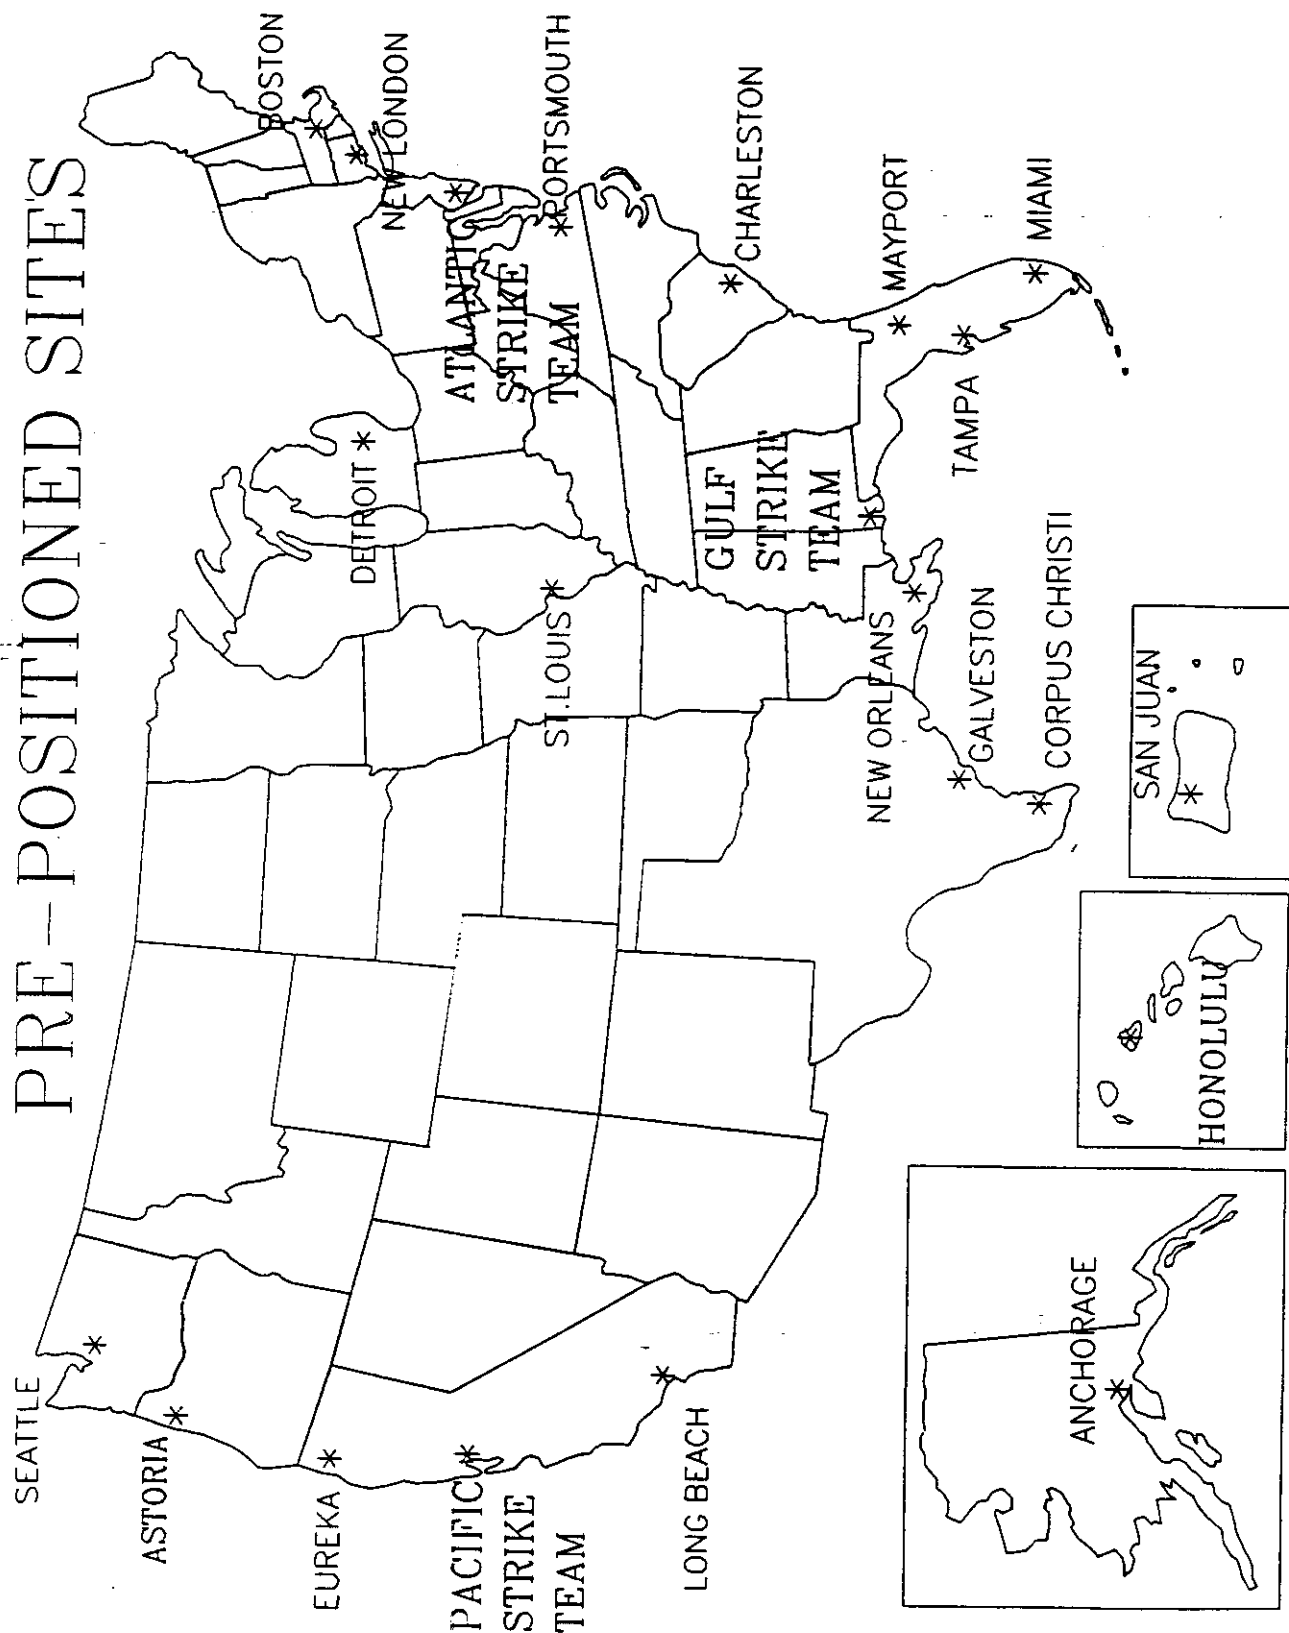 PRE-POSITIONED SITES
SEATTLE
ASTORIA
EUREKA
PACIFIC
STRIKE
TEAM
LONG BEACH
DETROIT
ST.LOUIS
BOSTON
NEW LONDON
ATLANTIC
STRIKE
TEAM
PORTSMOUTH
CHARLESTON
GULF
STRIKE
TEAM
MAYPORT
MIAMI
TAMPA
NEW ORLEANS
GALVESTON
CORPUS CHRISTI
ANCHORAGE
HONOLULU
SAN JUAN